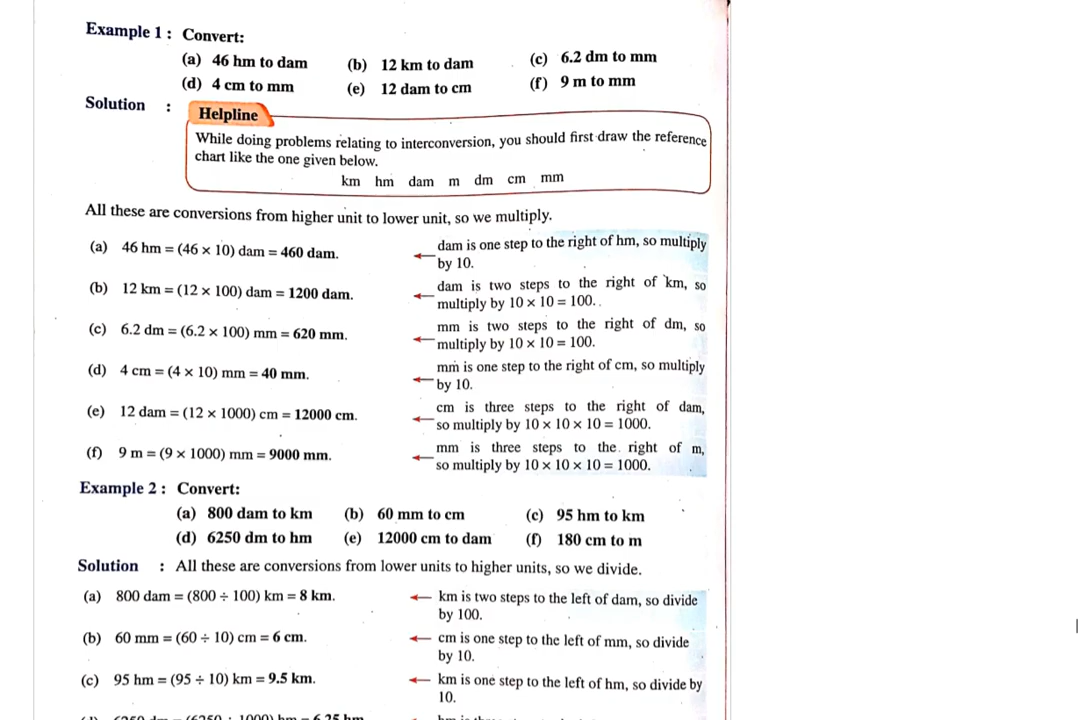 Example 1 : Convert:
(a) 46 hm to dam (b) 12 km to dam (c) 6.2 dm to mm
(d) 4 cm to mm (e) 12 dam to cm (f) 9 m to mm
Solution :
Helpline
While doing problems relating to interconversion, you should first draw the reference
chart like the one given below.
km hm dam m dm cm mm
All these are conversions from higher unit to lower unit, so we multiply.
(a) 46 hm = (46 × 10) dam = 460 dam.
dam is one step to the right of hm, so multiply
by 10.
(b) 12 km = (12 × 100) dam = 1200 dam.
dam is two steps to the right of km, so
multiply by 10 × 10 = 100.
(c) 6.2 dm = (6.2 × 100) mm = 620 mm.
mm is two steps to the right of dm, so
multiply by 10 × 10 = 100.
(d) 4 cm = (4 × 10) mm = 40 mm.
mm is one step to the right of cm, so multiply
by 10.
(e) 12 dam = (12 × 1000) cm = 12000 cm.
cm is three steps to the right of dam,
so multiply by 10 × 10 × 10 = 1000.
(f) 9 m = (9 × 1000) mm = 9000 mm.
mm is three steps to the right of m,
so multiply by 10 × 10 × 10 = 1000.
Example 2 : Convert:
(a) 800 dam to km (b) 60 mm to cm (c) 95 hm to km
(d) 6250 dm to hm (e) 12000 cm to dam (f) 180 cm to m
Solution : All these are conversions from lower units to higher units, so we divide.
(a) 800 dam = (800 ÷ 100) km = 8 km.
km is two steps to the left of dam, so divide
by 100.
(b) 60 mm = (60 ÷ 10) cm = 6 cm.
cm is one step to the left of mm, so divide
by 10.
(c) 95 hm = (95 ÷ 10) km = 9.5 km.
km is one step to the left of hm, so divide by
10.